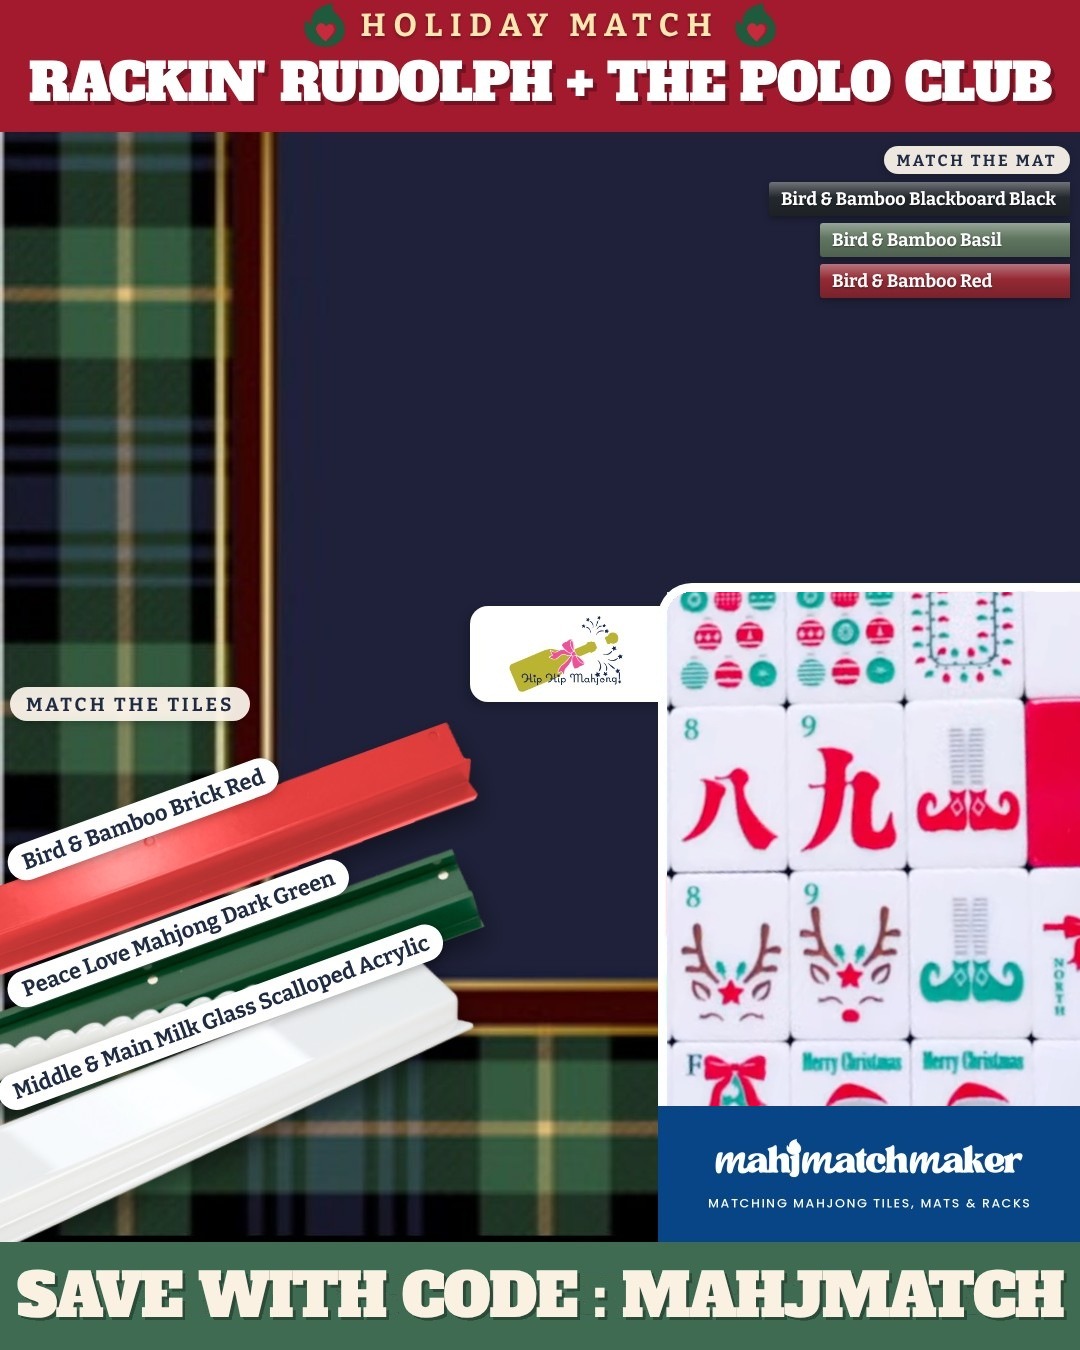 HOLIDAY MATCH
RACKIN' RUDOLPH + THE POLO CLUB
MATCH THE MAT
Bird & Bamboo Blackboard Black
Bird & Bamboo Basil
Bird & Bamboo Red
Hip Hip Mahjong!
MATCH THE TILES
Bird & Bamboo Brick Red
Peace Love Mahjong Dark Green
Middle & Main Milk Glass Scalloped Acrylic
8 9
八 九
8 9
NORTH
F Merry Christmas Merry Christmas
mahjmatchmaker
MATCHING MAHJONG TILES, MATS & RACKS
SAVE WITH CODE : MAHJMATCH